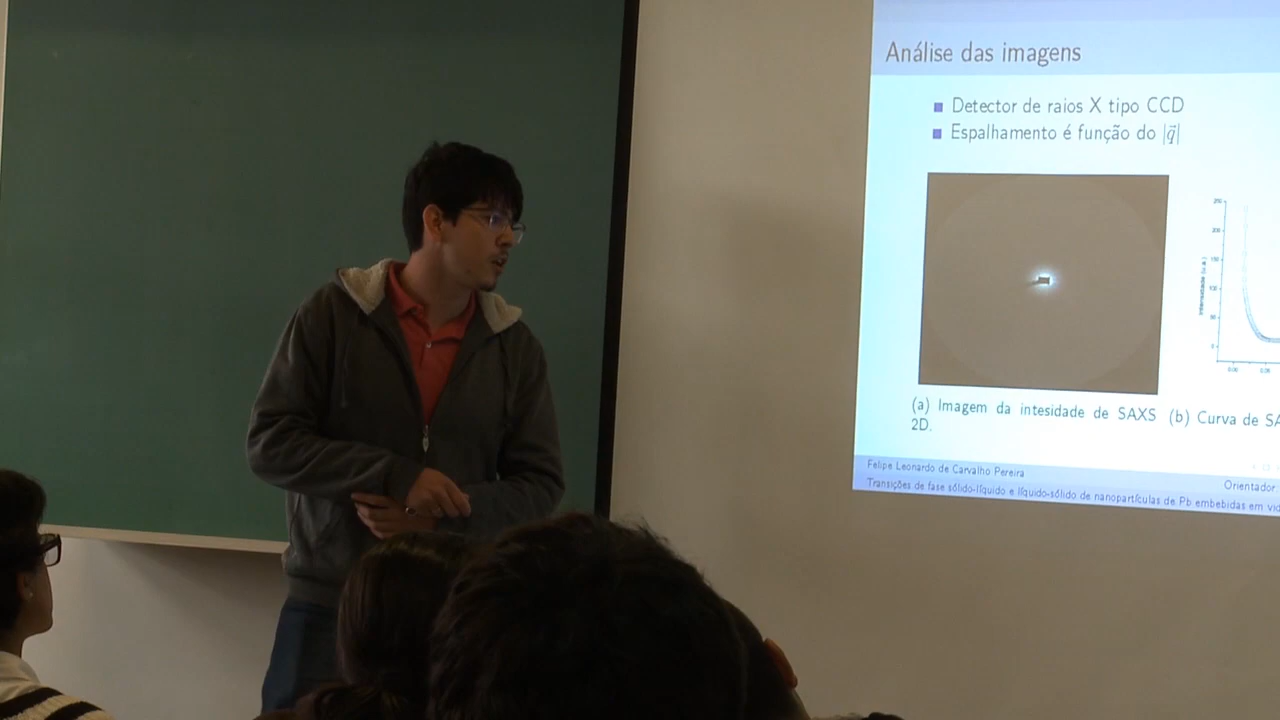 Análise das imagens
Detector de raios X tipo CCD
Espalhamento é função do |q⃗|
(a) Imagem da intesidade de SAXS
2D.
(b) Curva de SA
Felipe Leonardo de Carvalho Pereira
Orientador
Transições de fase sólido-líquido e líquido-sólido de nanopartículas de Pb embebidas em vid